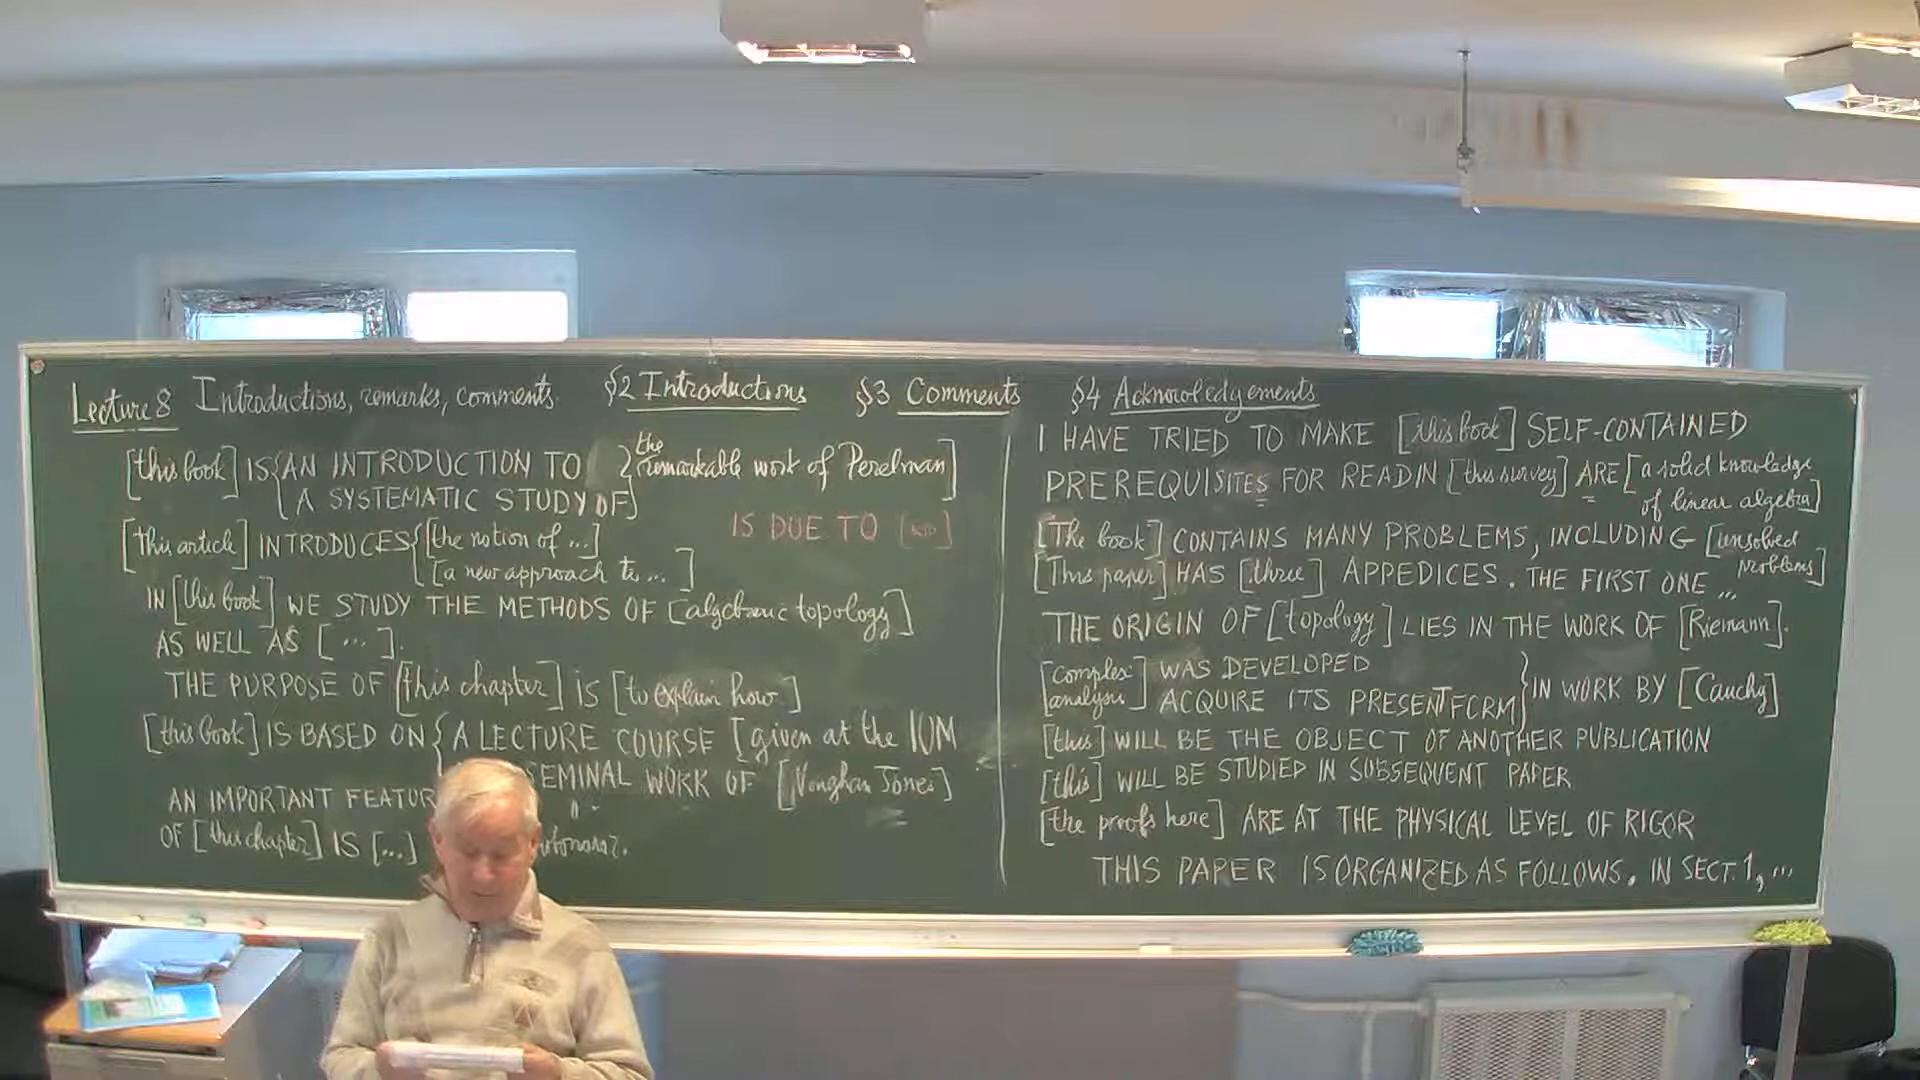 Lecture 8 Introductions, remarks, comments. §2 Introductions §3 Comments §4 Acknowledgements
[this book] IS { AN INTRODUCTION TO } the remarkable work of Perelman]
{ A SYSTEMATIC STUDY OF }
IS DUE TO
[This article] INTRODUCES { [the notion of ...]
[a new approach to ... ]
IN [this book] WE STUDY THE METHODS OF [algebraic topology]
AS WELL AS [ ... ].
THE PURPOSE OF [this chapter] IS [to explain how ]
[this book] IS BASED ON { A LECTURE COURSE [given at the IUM
SEMINAL WORK OF [Vaughan Jones]
AN IMPORTANT FEATUR
OF [this chapter] IS [...]
I HAVE TRIED TO MAKE [this book] SELF-CONTAINED
PREREQUISITES FOR READIN [this survey] ARE [a solid knowledge
of linear algebra]
[The book] CONTAINS MANY PROBLEMS, INCLUDING [unsolved
problems]
[This paper] HAS [three] APPEDICES. THE FIRST ONE ...
THE ORIGIN OF [topology] LIES IN THE WORK OF [Riemann].
[complex analysis] WAS DEVELOPED
ACQUIRE ITS PRESENT FORM } IN WORK BY [Cauchy]
[this] WILL BE THE OBJECT OF ANOTHER PUBLICATION
[this] WILL BE STUDIED IN SUBSEQUENT PAPER
[the proofs here] ARE AT THE PHYSICAL LEVEL OF RIGOR
THIS PAPER IS ORGANIZED AS FOLLOWS. IN SECT. 1, ...